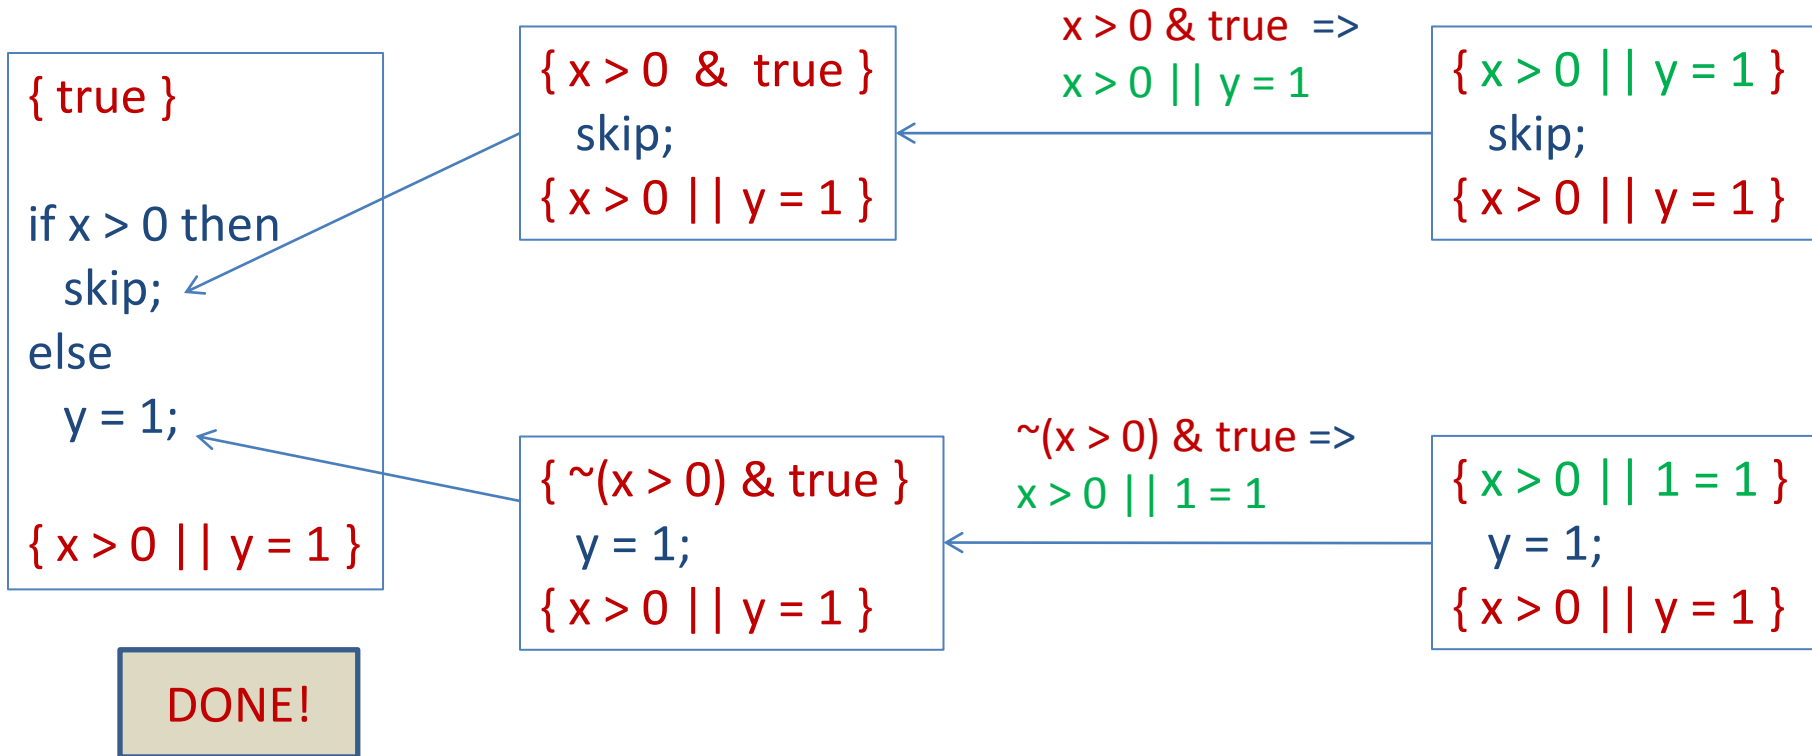 { true }
if x > 0 then
skip;
else
y = 1;
{ x > 0 || y = 1 }
DONE!
{ x > 0 & true }
skip;
{ x > 0 || y = 1 }
x > 0 & true =>
x > 0 || y = 1
{ x > 0 || y = 1 }
skip;
{ x > 0 || y = 1 }
{ ~(x > 0) & true }
y = 1;
{ x > 0 || y = 1 }
~(x > 0) & true =>
x > 0 || 1 = 1
{ x > 0 || 1 = 1 }
y = 1;
{ x > 0 || y = 1 }